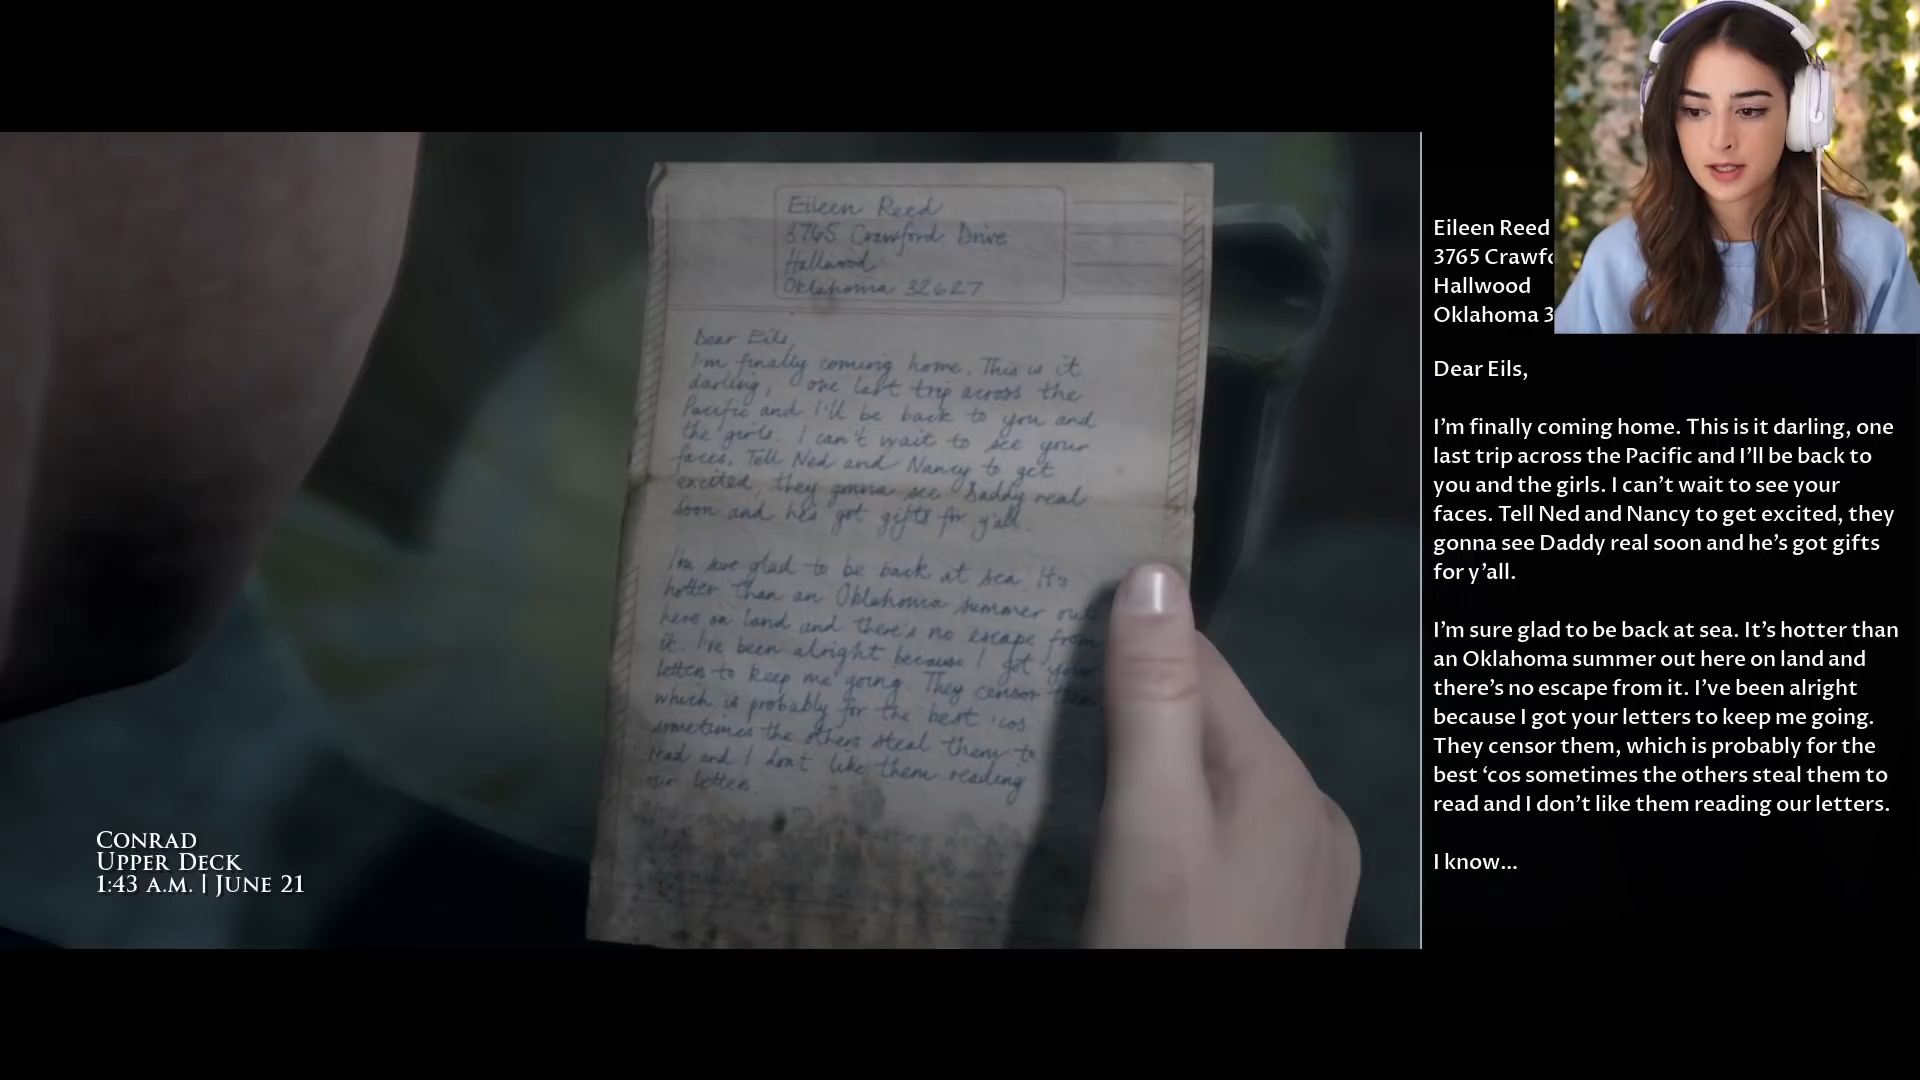 Eileen Reed
3765 Crawford Drive
Hallwood
Oklahoma 32627
Dear Eils,
I'm finally coming home. This is it
darling, one last trip across the
Pacific and I'll be back to you and
the girls. I can't wait to see your
faces. Tell Ned and Nancy to get
excited, they gonna see Daddy real
soon and he's got gifts for y'all.
I'm sure glad to be back at sea. It's
hotter than an Oklahoma summer out
here on land and there's no escape from
it. I've been alright because I got your
letters to keep me going. They censor them
which is probably for the best 'cos
sometimes the others steal them to
read and I don't like them reading
our letters.
CONRAD
UPPER DECK
1:43 A.M. | JUNE 21
Eileen Reed
3765 Crawfo
Hallwood
Oklahoma 3
Dear Eils,
I’m finally coming home. This is it darling, one
last trip across the Pacific and I’ll be back to
you and the girls. I can’t wait to see your
faces. Tell Ned and Nancy to get excited, they
gonna see Daddy real soon and he’s got gifts
for y’all.
I’m sure glad to be back at sea. It’s hotter than
an Oklahoma summer out here on land and
there’s no escape from it. I’ve been alright
because I got your letters to keep me going.
They censor them, which is probably for the
best ‘cos sometimes the others steal them to
read and I don’t like them reading our letters.
I know...